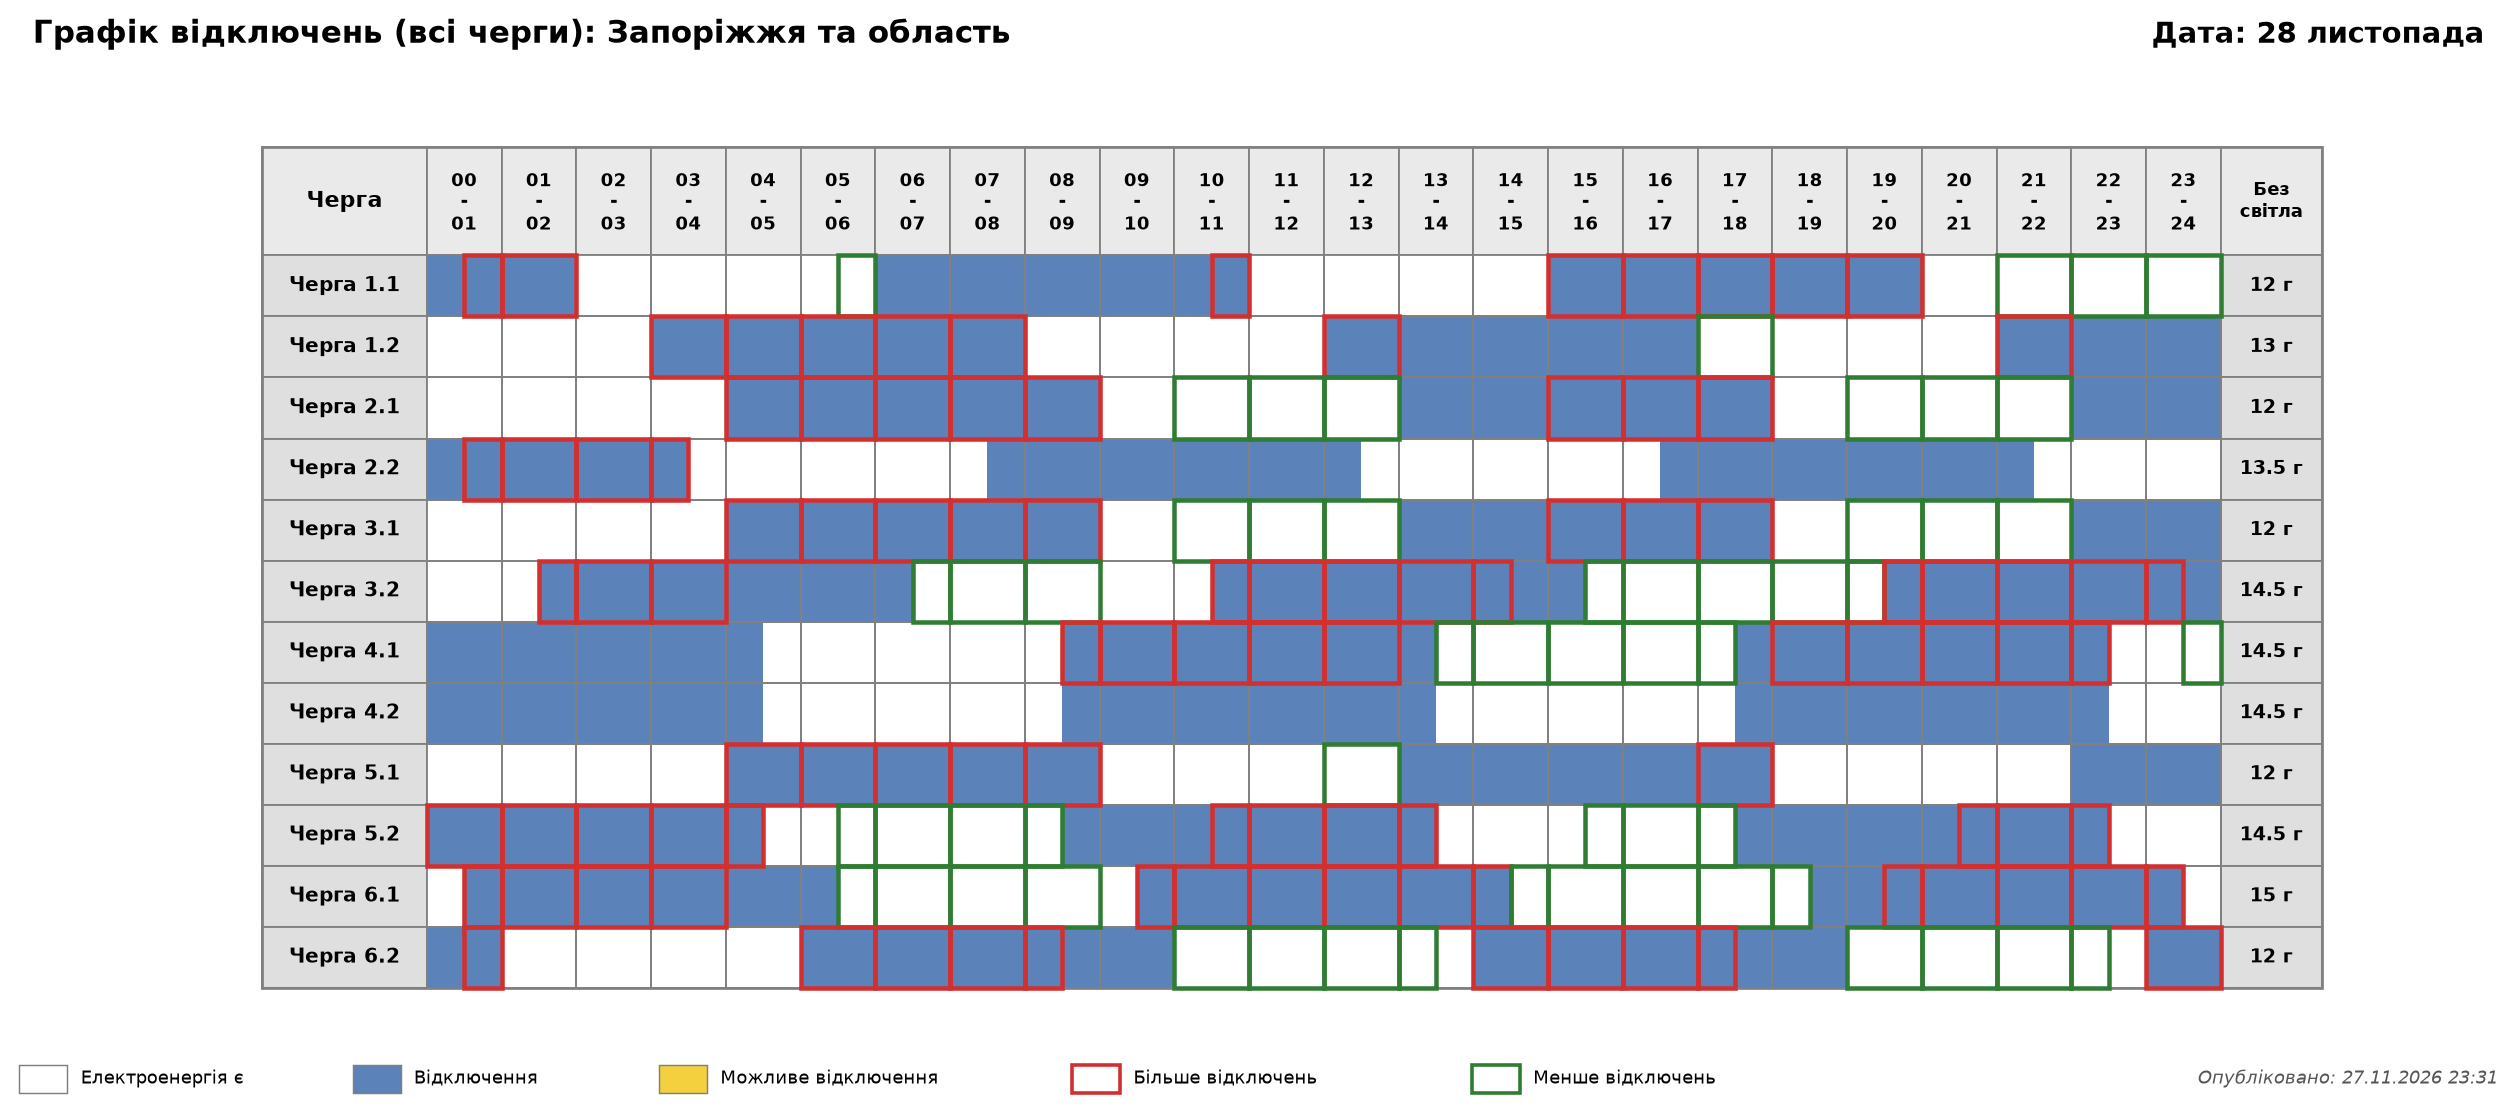 Графік відключень (всі черги): Запоріжжя та область
Дата: 28 листопада
Черга 00 - 01 01 - 02 02 - 03 03 - 04 04 - 05 05 - 06 06 - 07 07 - 08 08 - 09 09 - 10 10 - 11 11 - 12 12 - 13 13 - 14 14 - 15 15 - 16 16 - 17 17 - 18 18 - 19 19 - 20 20 - 21 21 - 22 22 - 23 23 - 24 Без світла
Черга 1.1 12 г
Черга 1.2 13 г
Черга 2.1 12 г
Черга 2.2 13.5 г
Черга 3.1 12 г
Черга 3.2 14.5 г
Черга 4.1 14.5 г
Черга 4.2 14.5 г
Черга 5.1 12 г
Черга 5.2 14.5 г
Черга 6.1 15 г
Черга 6.2 12 г
Електроенергія є
Відключення
Можливе відключення
Більше відключень
Менше відключень
Опубліковано: 27.11.2026 23:31